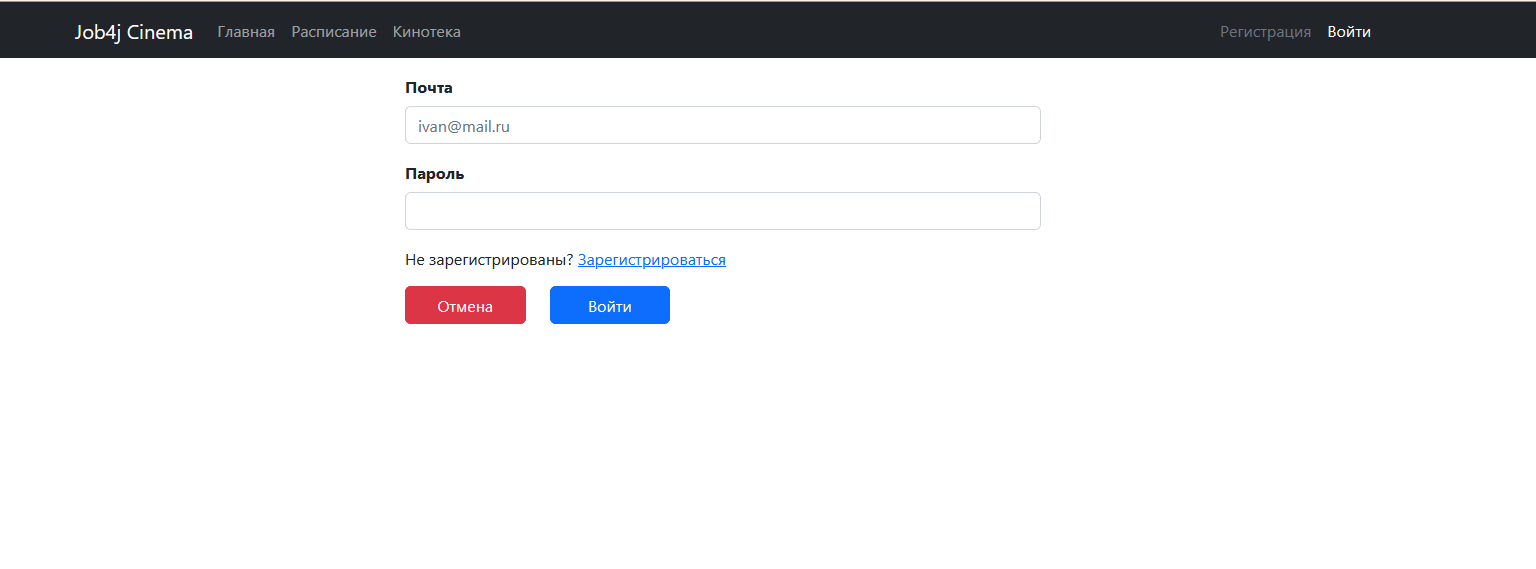 Job4j Cinema Главная Расписание Кинотека Регистрация Войти
Почта
ivan@mail.ru
Пароль
Не зарегистрированы? Зарегистрироваться
Отмена Войти